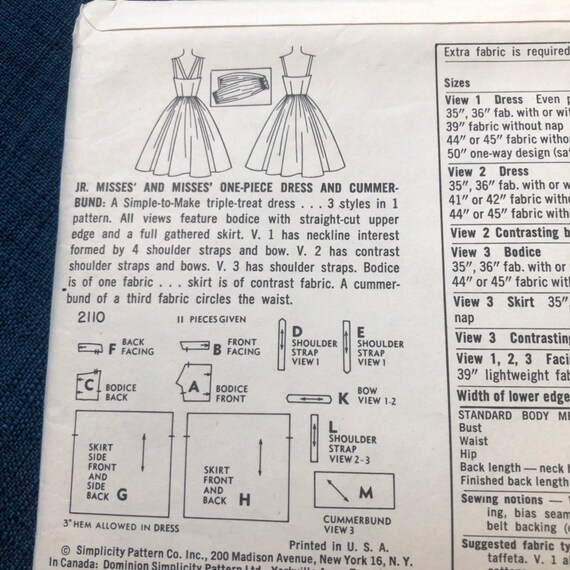 JR. MISSES' AND MISSES' ONE-PIECE DRESS AND CUMMER-
BUND: A Simple-to-Make triple-treat dress . . . 3 styles in 1
pattern. All views feature bodice with straight-cut upper
edge and a full gathered skirt. V. 1 has neckline interest
formed by 4 shoulder straps and bow. V. 2 has contrast
shoulder straps and bows. V. 3 has shoulder straps. Bodice
is of one fabric . . . skirt is of contrast fabric. A cummer-
bund of a third fabric circles the waist.
2110
11 PIECES GIVEN
F BACK
FACING
B FRONT
FACING
D
SHOULDER
STRAP
VIEW 1
E
SHOULDER
STRAP
VIEW 1
C
BODICE
BACK
A
BODICE
FRONT
K BOW
VIEW 1-2
L
SHOULDER
STRAP
VIEW 2-3
SKIRT
SIDE
FRONT
AND
SIDE
BACK G
SKIRT
FRONT
AND
BACK H
M
CUMMERBUND
VIEW 3
3" HEM ALLOWED IN DRESS
Printed in U. S. A.
© Simplicity Pattern Co. Inc., 200 Madison Avenue, New York 16, N. Y.
In Canada: Dominion Simplicity Pattern Ltd.,
Extra fabric is required
Sizes
View 1 Dress Even
35", 36" fab. with or
39" fabric without nap
44" or 45" fabric
50" one-way design
View 2 Dress
35", 36" fab. with or
41" or 42" fabric
44" or 45" fabric
View 2 Contrasting
View 3 Bodice
35", 36" fab. with or
44" or 45" fabric
View 3 Skirt 35",
nap
View 3
View 1, 2, 3
39" lightweight
Width of lower edge
STANDARD BODY
Bust
Waist
Hip
Back length — neck
Finished back length
Sewing notions —
ing, bias
belt backing
Suggested fabric
taffeta. V. 1